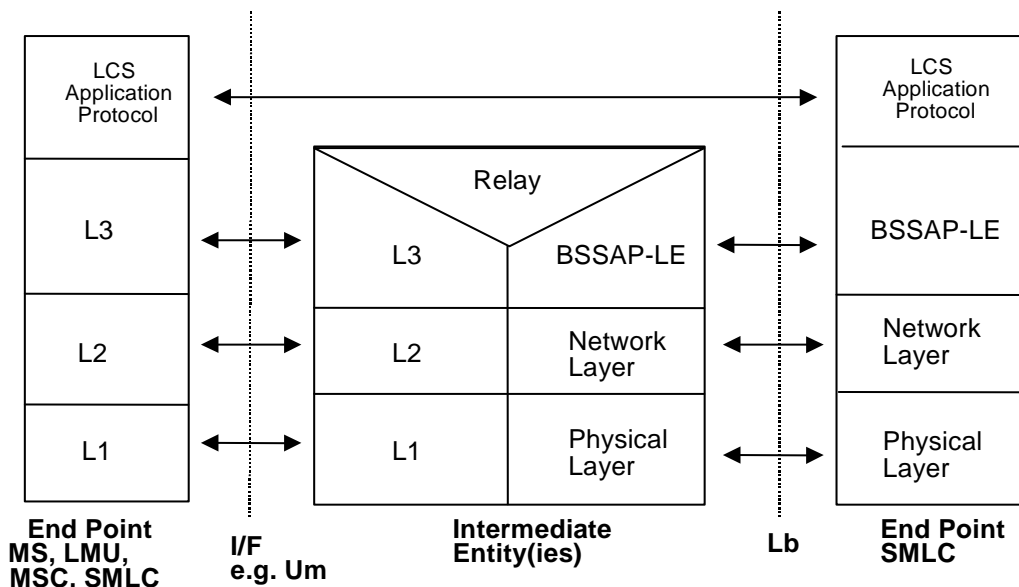 LCS
Application
Protocol
L3
L2
L1
End Point
MS, LMU,
MSC, SMLC
I/F
e.g. Um
Relay
L3
BSSAP-LE
L2
Network
Layer
L1
Physical
Layer
Intermediate
Entity(ies)
Lb
LCS
Application
Protocol
BSSAP-LE
Network
Layer
Physical
Layer
End Point
SMLC